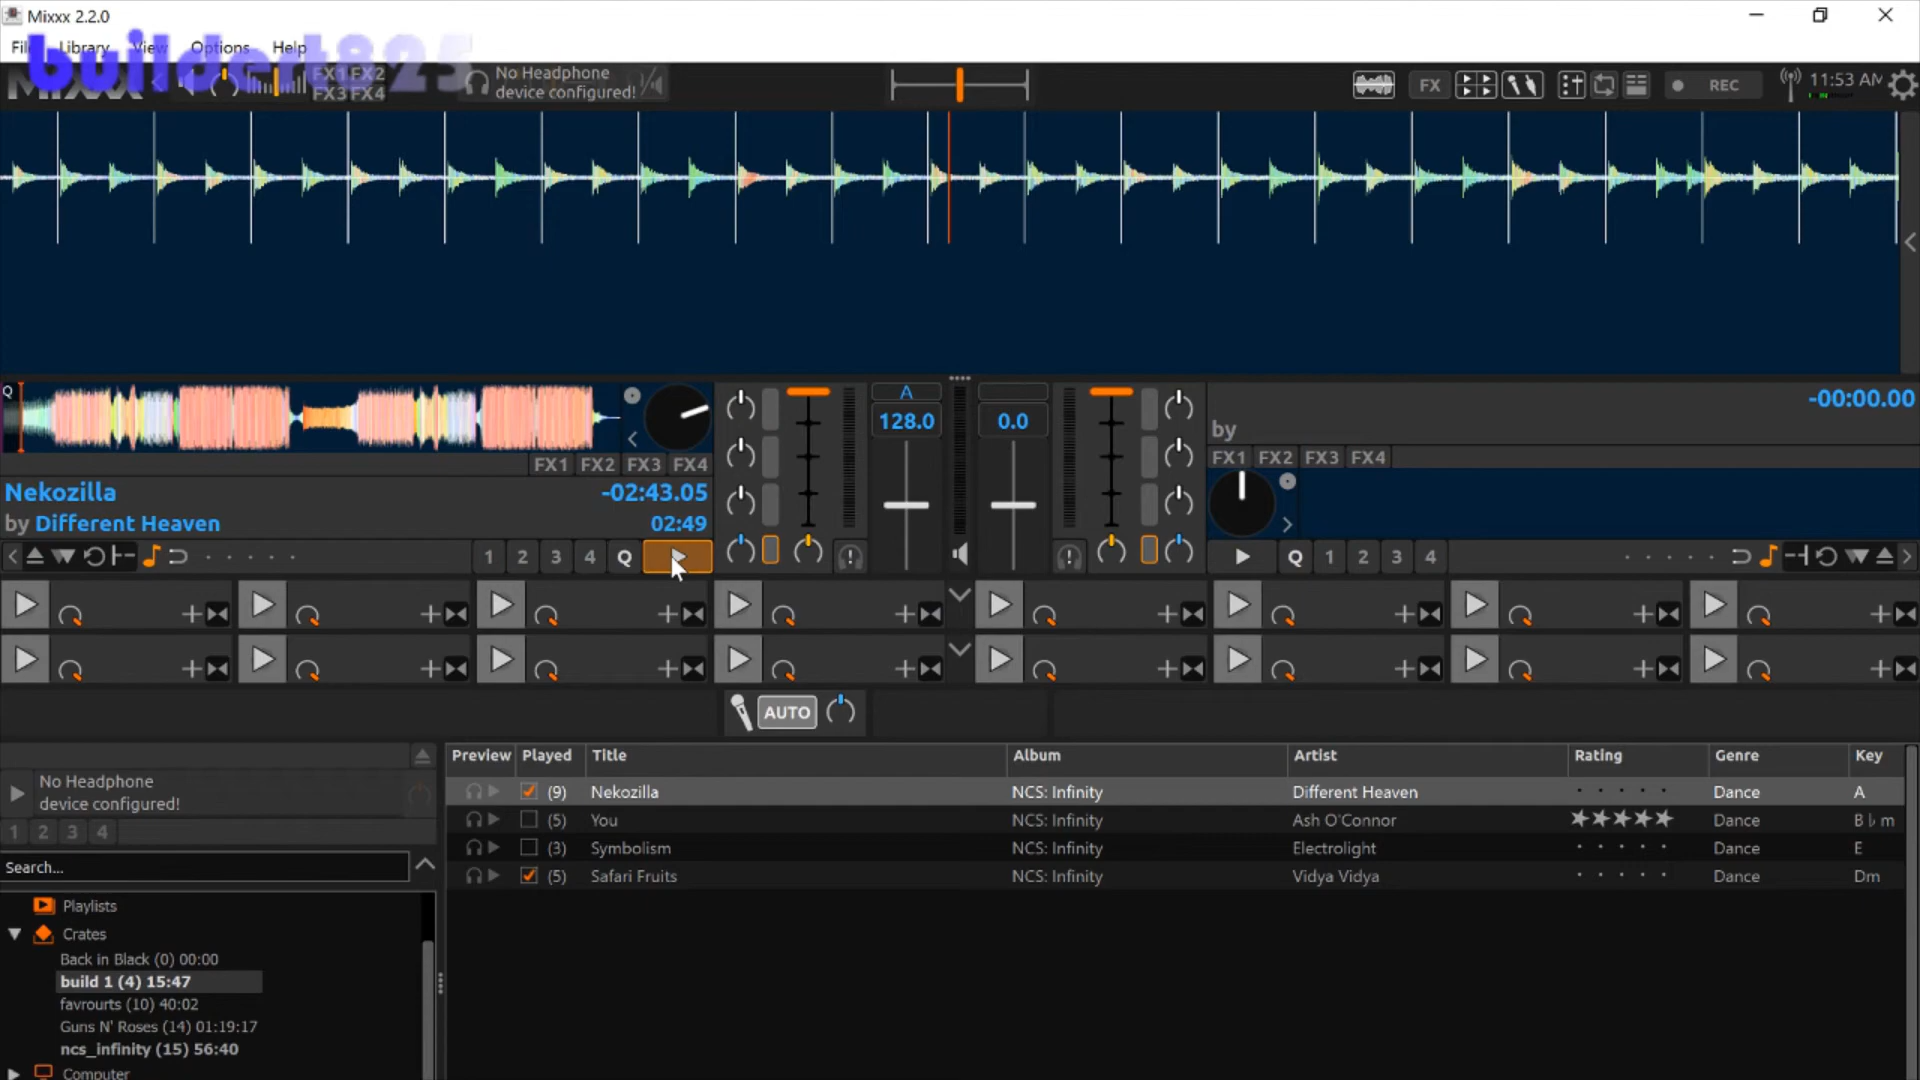 Mixxx 2.2.0
File Library View Options Help
builder1825
MIXXX
FX1 FX2
FX3 FX4
No Headphone
device configured!
FX
REC
11:53 AM
Q
A
128.0
0.0
-00:00.00
by
FX1 FX2 FX3 FX4
FX1 FX2 FX3 FX4
Nekozilla
-02:43.05
by Different Heaven
02:49
1 2 3 4 Q
Q 1 2 3 4
AUTO
No Headphone
device configured!
1 2 3 4
Search...
Playlists
Crates
Back in Black (0) 00:00
build 1 (4) 15:47
favrourts (10) 40:02
Guns N' Roses (14) 01:19:17
ncs_infinity (15) 56:40
Computer
Preview Played Title Album Artist Rating Genre Key
(9) Nekozilla NCS: Infinity Different Heaven Dance A
(5) You NCS: Infinity Ash O'Connor Dance B♭m
(3) Symbolism NCS: Infinity Electrolight Dance E
(5) Safari Fruits NCS: Infinity Vidya Vidya Dance Dm